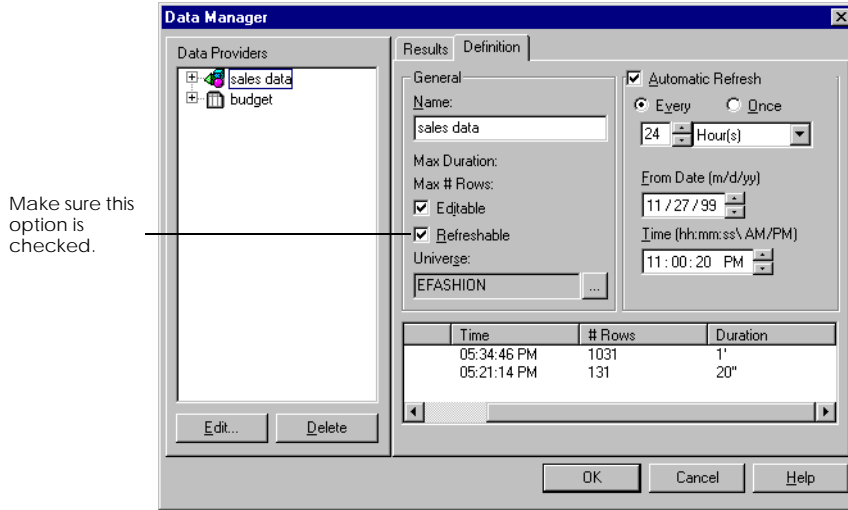 Data Manager
Data Providers
sales data
budget
Make sure this
option is
checked.
Edit...
Delete
Results
Definition
General
Name:
sales data
Max Duration:
Max # Rows:
Editable
Refreshable
Universe:
EFASHION
...
Automatic Refresh
Every
Once
24
Hour(s)
From Date (m/d/yy)
11/27/99
Time (hh:mm:ss\ AM/PM)
11:00:20 PM
Time # Rows Duration
05:34:46 PM 1031 1'
05:21:14 PM 131 20"
OK
Cancel
Help